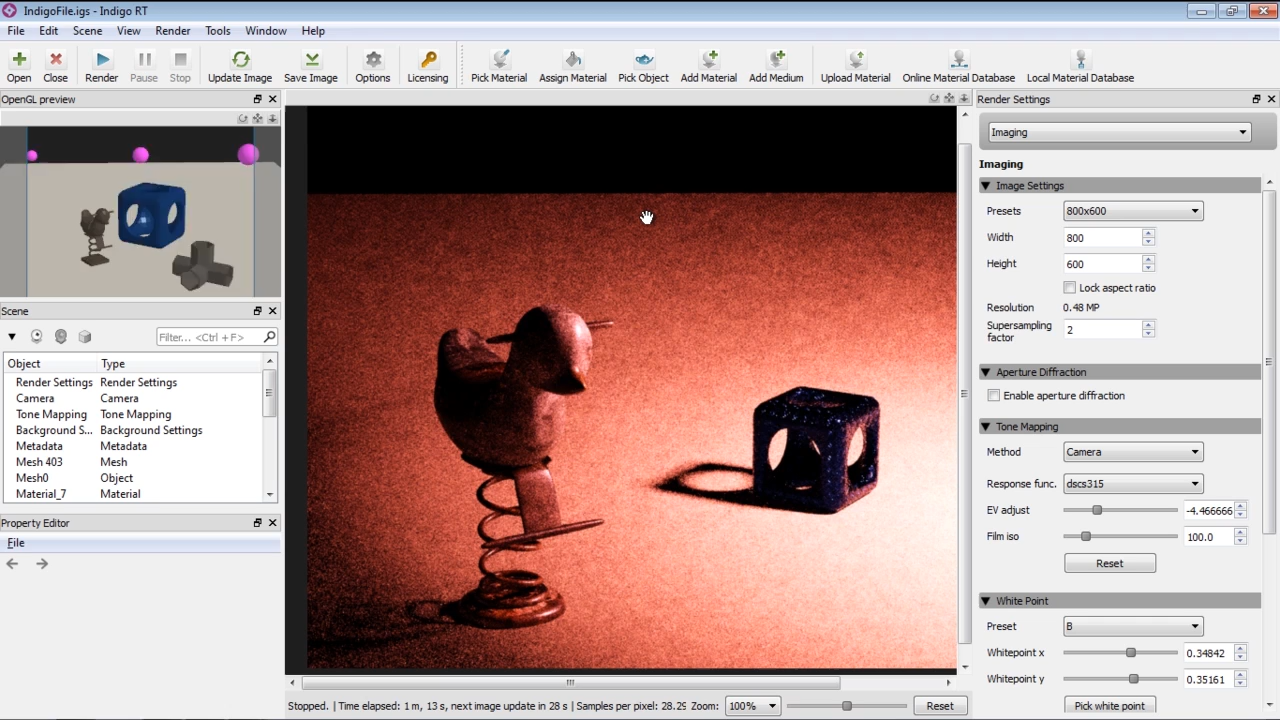 IndigoFile.igs - Indigo RT
File Edit Scene View Render Tools Window Help
Open Close Render Pause Stop Update Image Save Image Options Licensing Pick Material Assign Material Pick Object Add Material Add Medium Upload Material Online Material Database Local Material Database
OpenGL preview
Scene
Filter... <Ctrl + F>
Object Type
Render Settings Render Settings
Camera Camera
Tone Mapping Tone Mapping
Background S... Background Settings
Metadata Metadata
Mesh 403 Mesh
Mesh0 Object
Material_7 Material
Property Editor
File
Stopped. | Time elapsed: 1 m, 13 s, next image update in 28 s | Samples per pixel: 28.29 Zoom: 100% Reset
Render Settings
Imaging
Imaging
Image Settings
Presets 800x600
Width 800
Height 600
Lock aspect ratio
Resolution 0.48 MP
Supersampling
factor 2
Aperture Diffraction
Enable aperture diffraction
Tone Mapping
Method Camera
Response func. dscs315
EV adjust -4.466666
Film iso 100.0
Reset
White Point
Preset B
Whitepoint x 0.34842
Whitepoint y 0.35161
Pick white point